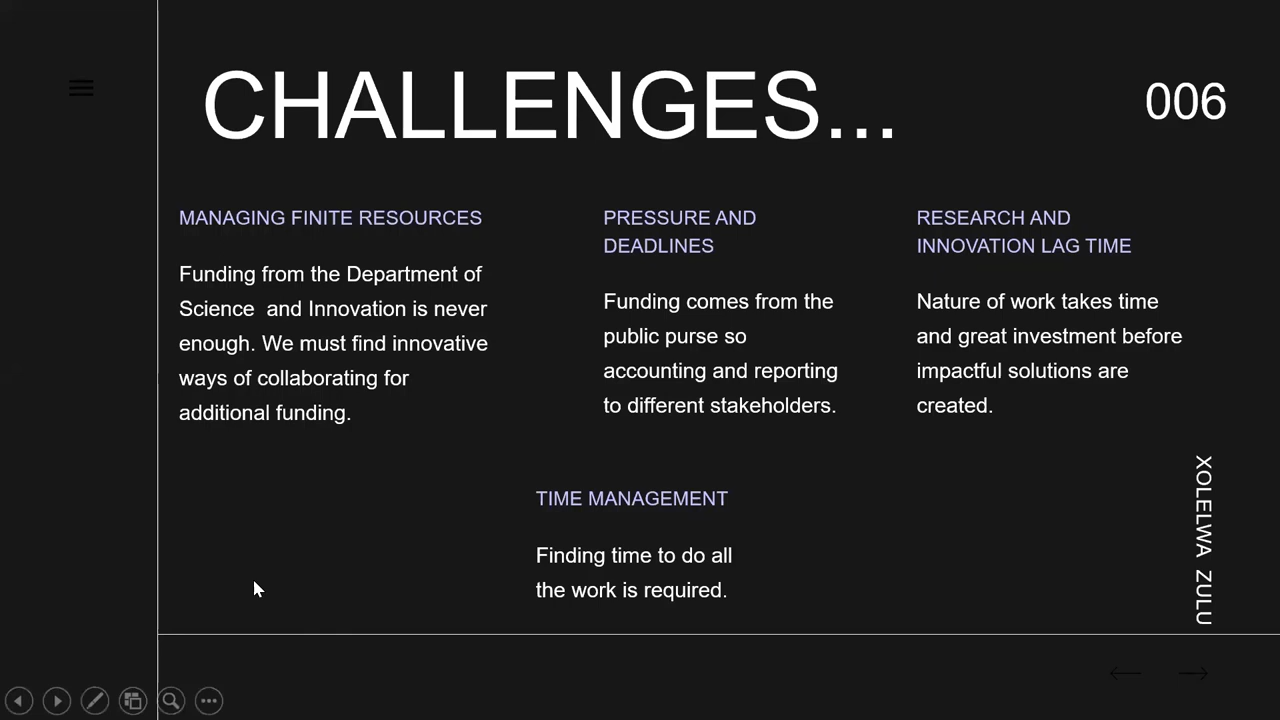 CHALLENGES...
006
MANAGING FINITE RESOURCES
Funding from the Department of
Science  and Innovation is never
enough. We must find innovative
ways of collaborating for
additional funding.
PRESSURE AND
DEADLINES
Funding comes from the
public purse so
accounting and reporting
to different stakeholders.
RESEARCH AND
INNOVATION LAG TIME
Nature of work takes time
and great investment before
impactful solutions are
created.
TIME MANAGEMENT
Finding time to do all
the work is required.
XOLELWA ZULU